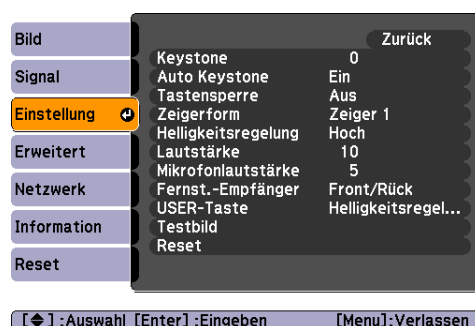 Bild
Signal
Einstellung
Erweitert
Netzwerk
Information
Reset
Zurück
Keystone 0
Auto Keystone Ein
Tastensperre Aus
Zeigerform Zeiger 1
Helligkeitsregelung Hoch
Lautstärke 10
Mikrofonlautstärke 5
Fernst.-Empfänger Front/Rück
USER-Taste Helligkeitsregel...
Testbild
Reset
[◆] :Auswahl [Enter] :Eingeben [Menu]:Verlassen